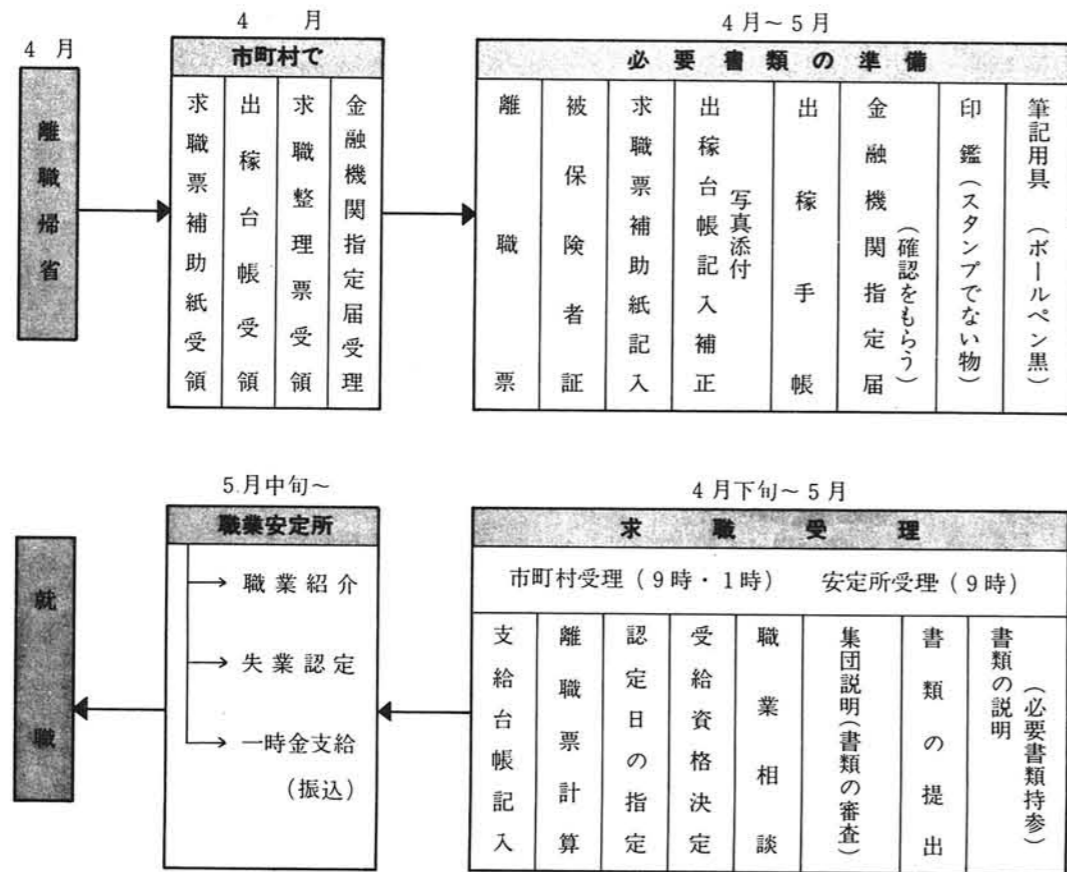 4月
離職帰省
4月
市町村で
求職票補助紙受領
出稼台帳受領
求職整理票受領
金融機関指定届受理
4月～5月
必要書類の準備
離職票
被保険者証
求職票補助紙記入
出稼台帳記入補正
写真添付
出稼手帳
金融機関指定届
（確認をもらう）
印鑑（スタンプでない物）
筆記用具（ボールペン黒）
4月下旬～5月
求職受理
市町村受理（9時・1時）　安定所受理（9時）
書類の説明
（必要書類持参）
書類の提出
集団説明（書類の審査）
職業相談
受給資格決定
認定日の指定
離職票計算
支給台帳記入
5月中旬～
職業安定所
職業紹介
失業認定
一時金支給
（振込）
就職